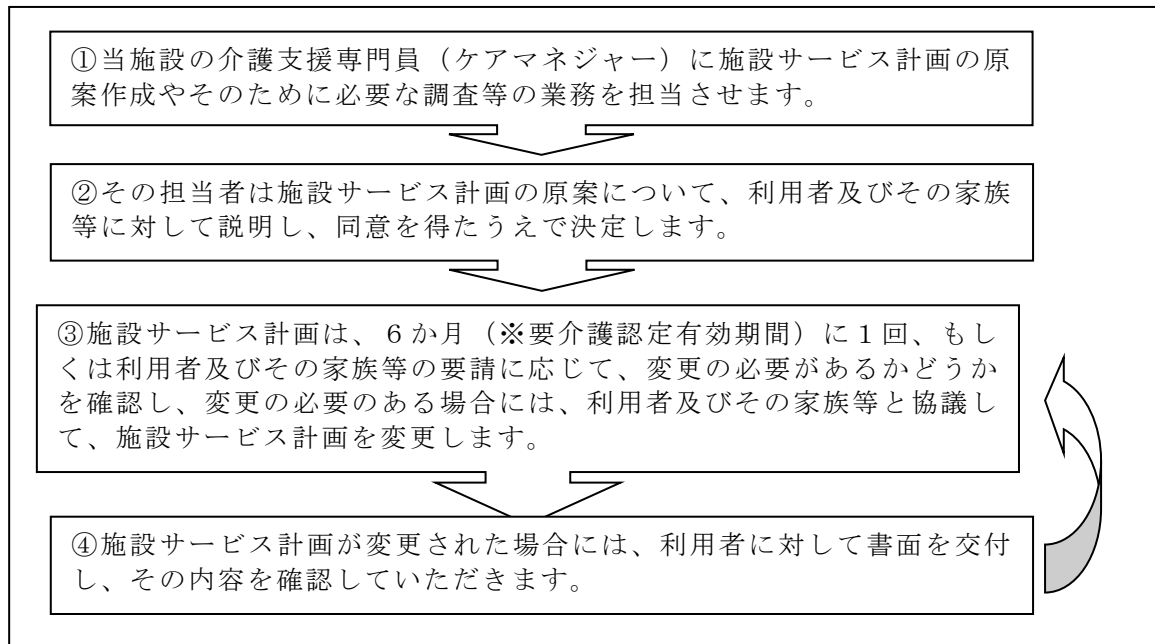 ①当施設の介護支援専門員（ケアマネジャー）に施設サービス計画の原
案作成やそのために必要な調査等の業務を担当させます。
②その担当者は施設サービス計画の原案について、利用者及びその家族
等に対して説明し、同意を得たうえで決定します。
③施設サービス計画は、６か月（※要介護認定有効期間）に１回、もし
くは利用者及びその家族等の要請に応じて、変更の必要があるかどうか
を確認し、変更の必要のある場合には、利用者及びその家族等と協議し
て、施設サービス計画を変更します。
④施設サービス計画が変更された場合には、利用者に対して書面を交付
し、その内容を確認していただきます。